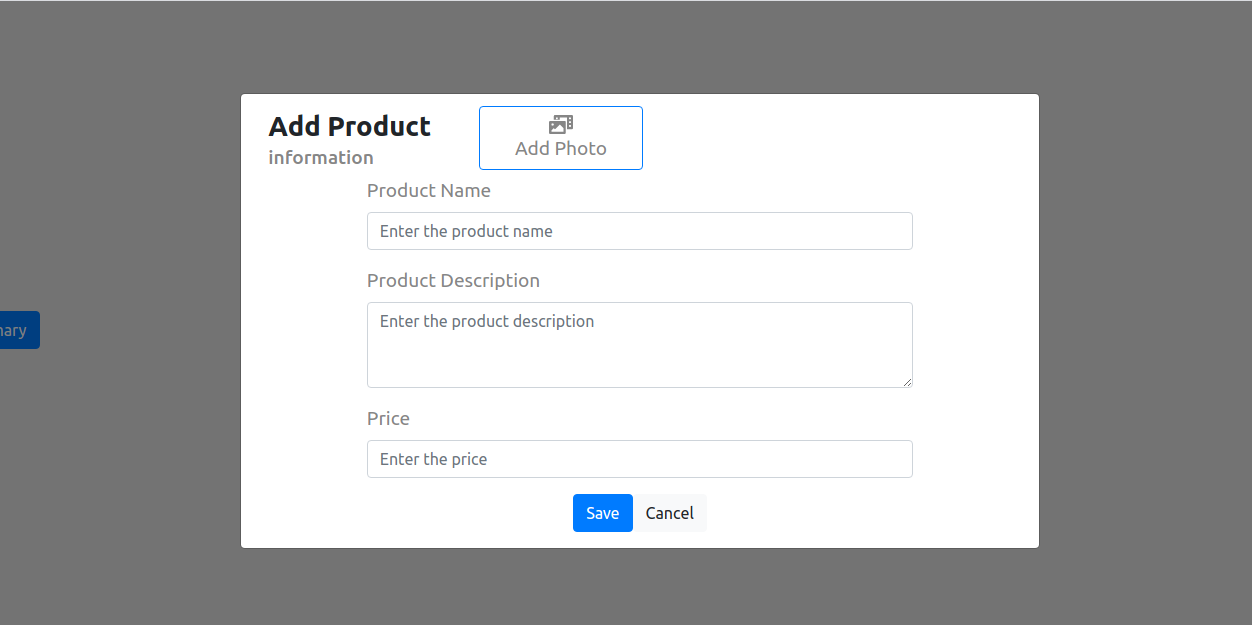 Add Product
information
Add Photo
Product Name
Enter the product name
Product Description
Enter the product description
Price
Enter the price
Save
Cancel